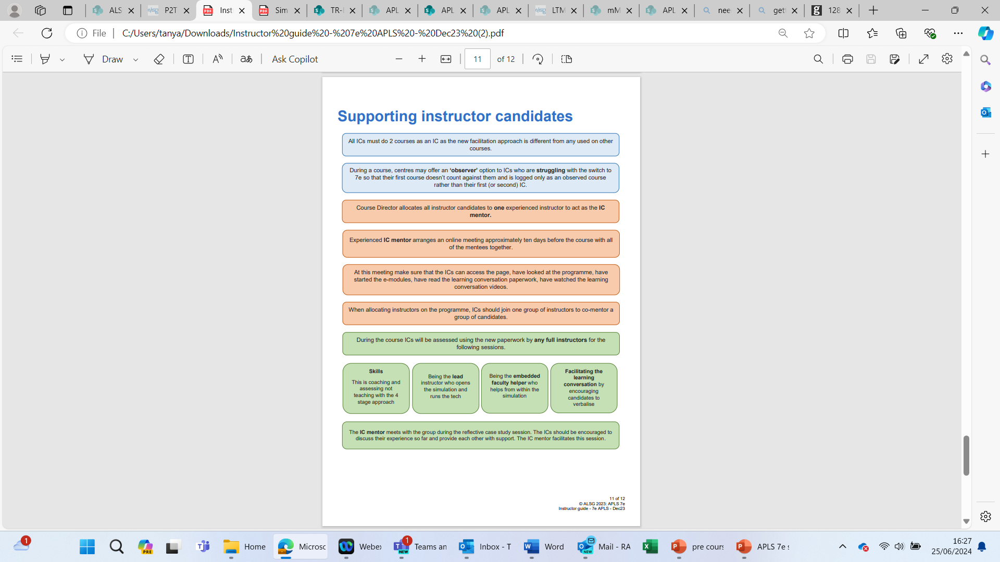 ALS
P2T
Inst
Sim
TR-I
APL
APL
APL
LTM
mM
APL
nee
get
128
File
C:/Users/tanya/Downloads/Instructor%20guide%20-%207e%20APLS%20-%20Dec23%20(2).pdf
Draw
Ask Copilot
11
of 12
Supporting instructor candidates
All ICs must do 2 courses as an IC as the new facilitation approach is different from any used on other
courses.
During a course, centres may offer an ‘observer’ option to ICs who are struggling with the switch to
7e so that their first course doesn’t count against them and is logged only as an observed course
rather than their first (or second) IC.
Course Director allocates all instructor candidates to one experienced instructor to act as the IC
mentor.
Experienced IC mentor arranges an online meeting approximately ten days before the course with all
of the mentees together.
At this meeting make sure that the ICs can access the page, have looked at the programme, have
started the e-modules, have read the learning conversation paperwork, have watched the learning
conversation videos.
When allocating instructors on the programme, ICs should join one group of instructors to co-mentor a
group of candidates.
During the course ICs will be assessed using the new paperwork by any full instructors for the
following sessions.
Skills
This is coaching and
assessing not
teaching with the 4
stage approach
Being the lead
instructor who opens
the simulation and
runs the tech
Being the embedded
faculty helper who
helps from within the
simulation
Facilitating the
learning
conversation by
encouraging
candidates to
verbalise
The IC mentor meets with the group during the reflective case study session. The ICs should be encouraged to
discuss their experience so far and provide each other with support. The IC mentor facilitates this session.
11 of 12
© ALSG 2023: APLS 7e
Instructor guide - 7e APLS - Dec23
1
PRE
Home
Microsc
Webex
1
NEW
Teams an
Inbox - T
Word
NEW
Mail - RA
pre cours
APLS 7e s
16:27
25/06/2024